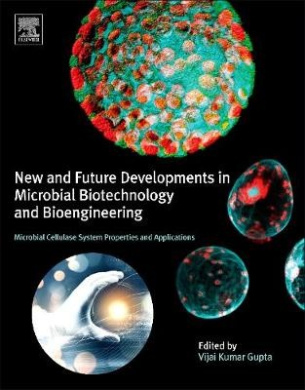 ELSEVIER
New and Future Developments in
Microbial Biotechnology
and Bioengineering
Microbial Cellulase System Properties and Applications
Edited by
Vijai Kumar Gupta